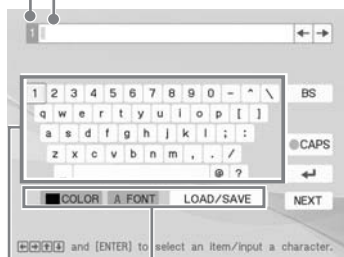 1
← →
1 2 3 4 5 6 7 8 9 0 - ^ \ BS
q w e r t y u i o p [ ]
a s d f g h j k l ; : CAPS
z x c v b n m , . / ↵
_ @ ?
COLOR A FONT LOAD/SAVE NEXT
[←][→][↑][↓] and [ENTER] to select an item/input a character.